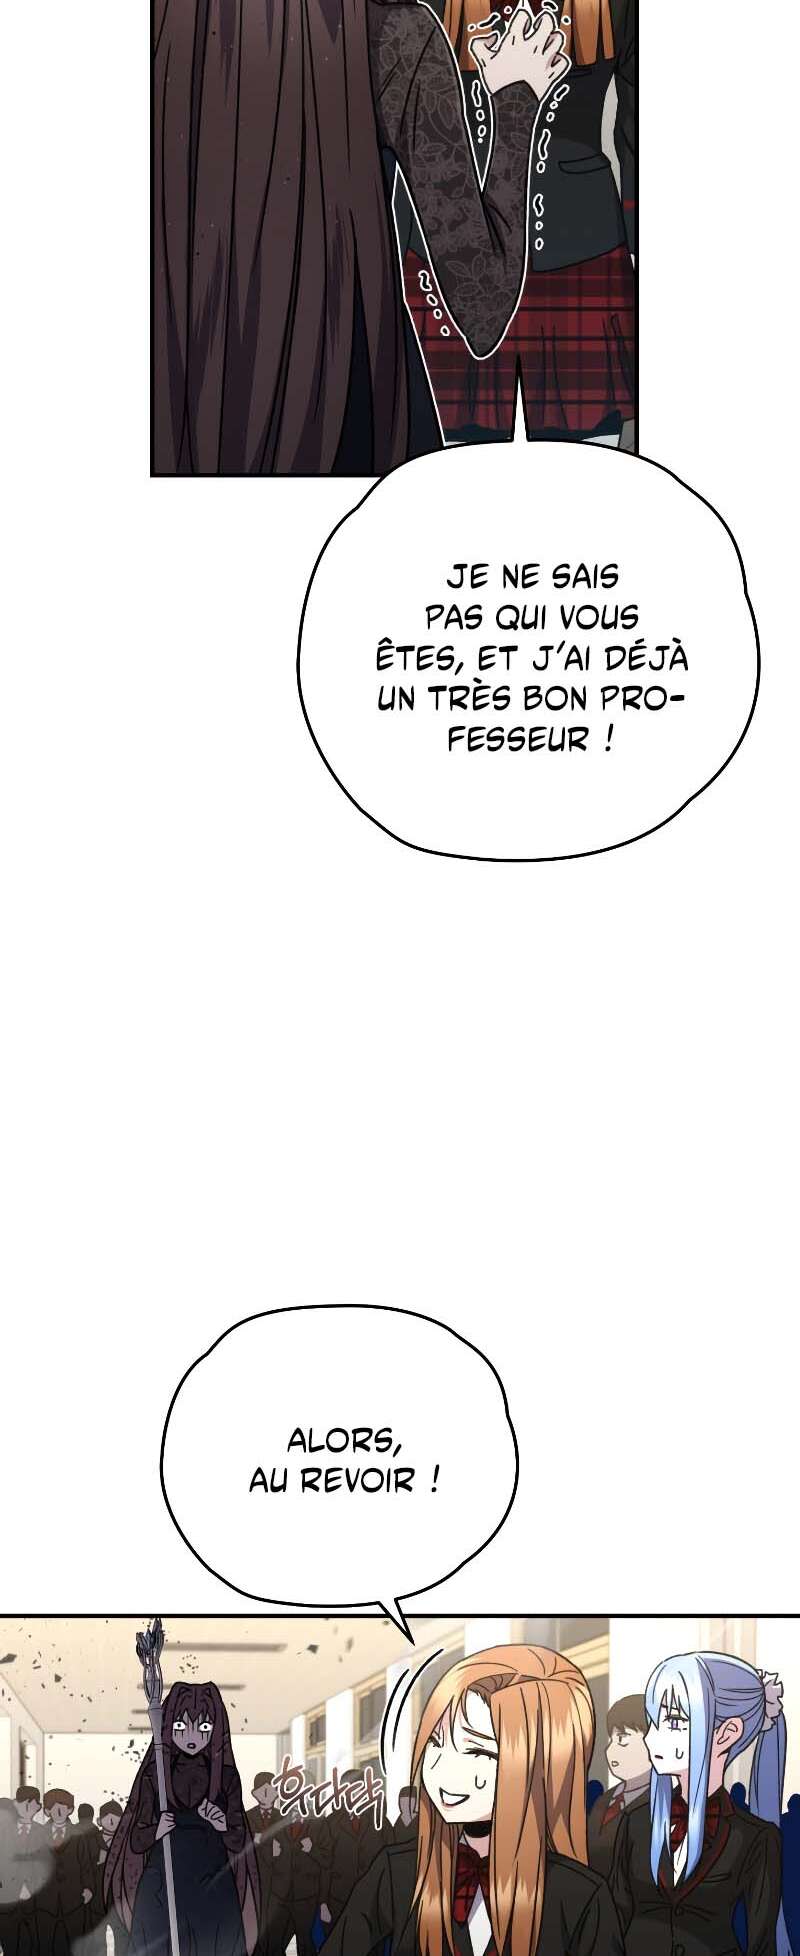 JE NE SAIS
PAS QUI VOUS
ÊTES, ET J'AI DÉJÀ
UN TRÈS BON PRO-
FESSEUR !
ALORS,
AU REVOIR !
후다닥